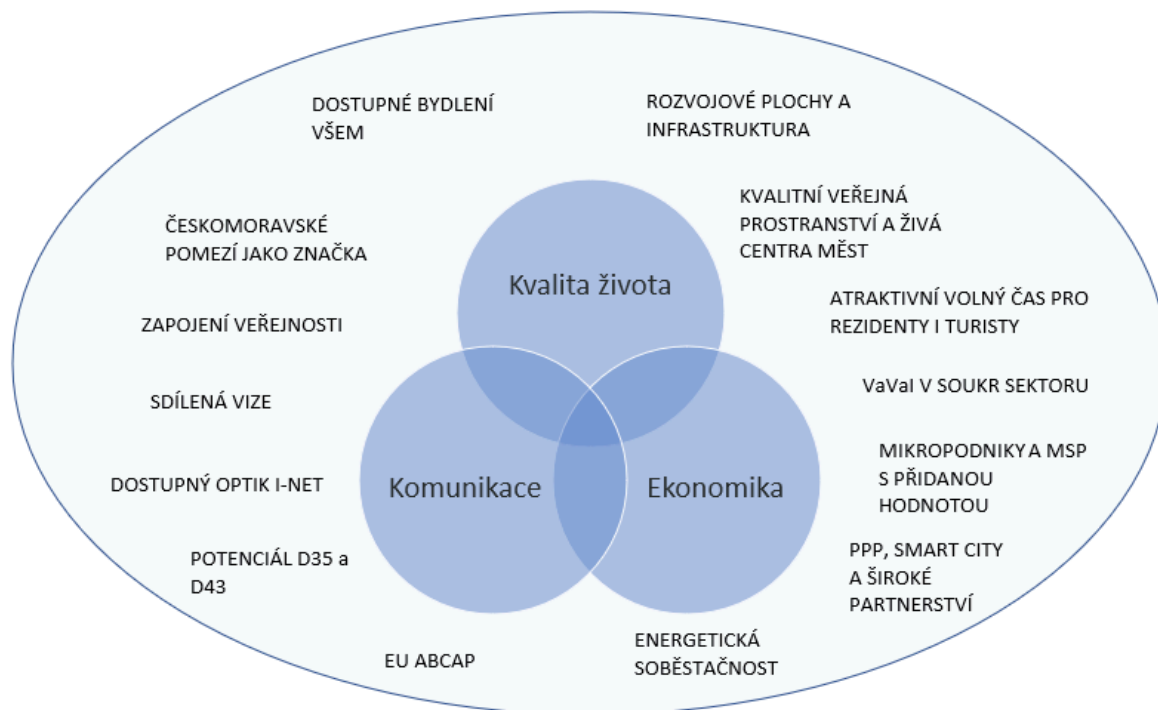 DOSTUPNÉ BYDLENÍ
VŠEM
ROZVOJOVÉ PLOCHY A
INFRASTRUKTURA
KVALITNÍ VEŘEJNÁ
PROSTRANSTVÍ A ŽIVÁ
CENTRA MĚST
ČESKOMORAVSKÉ
POMEZÍ JAKO ZNAČKA
Kvalita života
ATRAKTIVNÍ VOLNÝ ČAS PRO
REZIDENTY I TURISTY
ZAPOJENÍ VEŘEJNOSTI
VaVaI V SOUKR SEKTORU
SDÍLENÁ VIZE
MIKROPODNIKY A MSP
S PŘIDANOU
HODNOTOU
DOSTUPNÝ OPTIK I-NET
Komunikace
Ekonomika
POTENCIÁL D35 a
D43
PPP, SMART CITY
A ŠIROKÉ
PARTNERSTVÍ
EU ABCAP
ENERGETICKÁ
SOBĚSTAČNOST